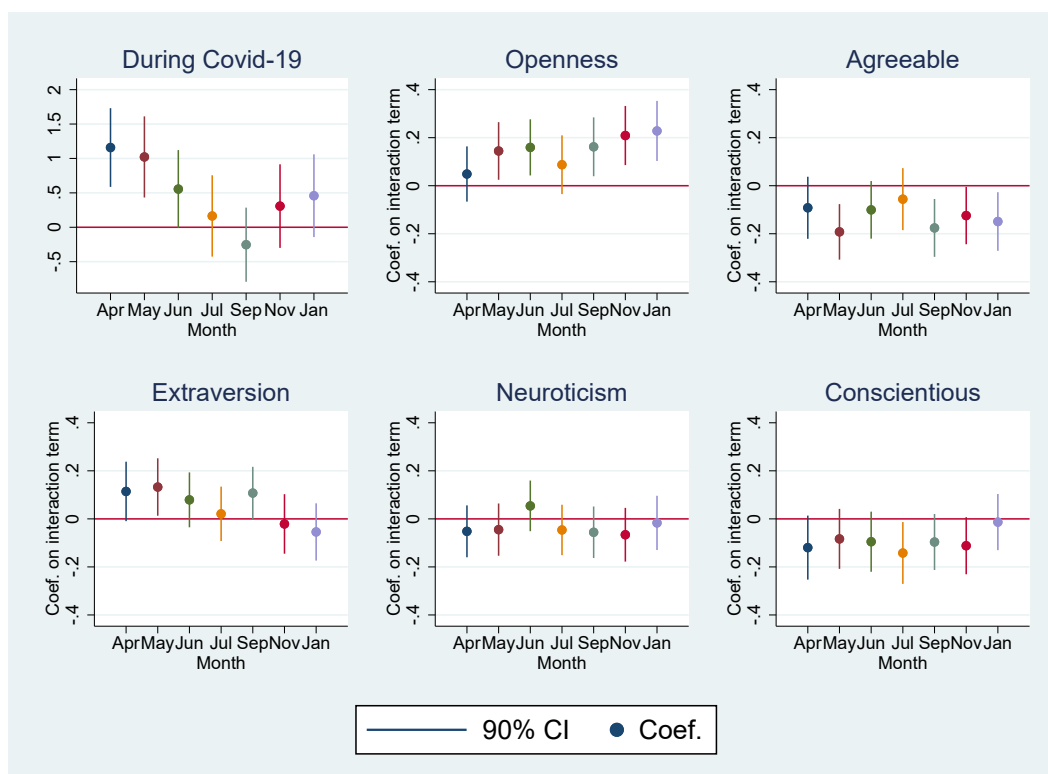 During Covid-19
2
1.5
1
.5
0
-.5
Apr May Jun Jul Sep Nov Jan
Month
Openness
Coef. on interaction term
.4
.2
0
-.2
-.4
Apr May Jun Jul Sep Nov Jan
Month
Agreeable
Coef. on interaction term
.4
.2
0
-.2
-.4
Apr May Jun Jul Sep Nov Jan
Month
Extraversion
Coef. on interaction term
.4
.2
0
-.2
-.4
Apr May Jun Jul Sep Nov Jan
Month
Neuroticism
Coef. on interaction term
.4
.2
0
-.2
-.4
Apr May Jun Jul Sep Nov Jan
Month
Conscientious
Coef. on interaction term
.4
.2
0
-.2
-.4
Apr May Jun Jul Sep Nov Jan
Month
90% CI Coef.